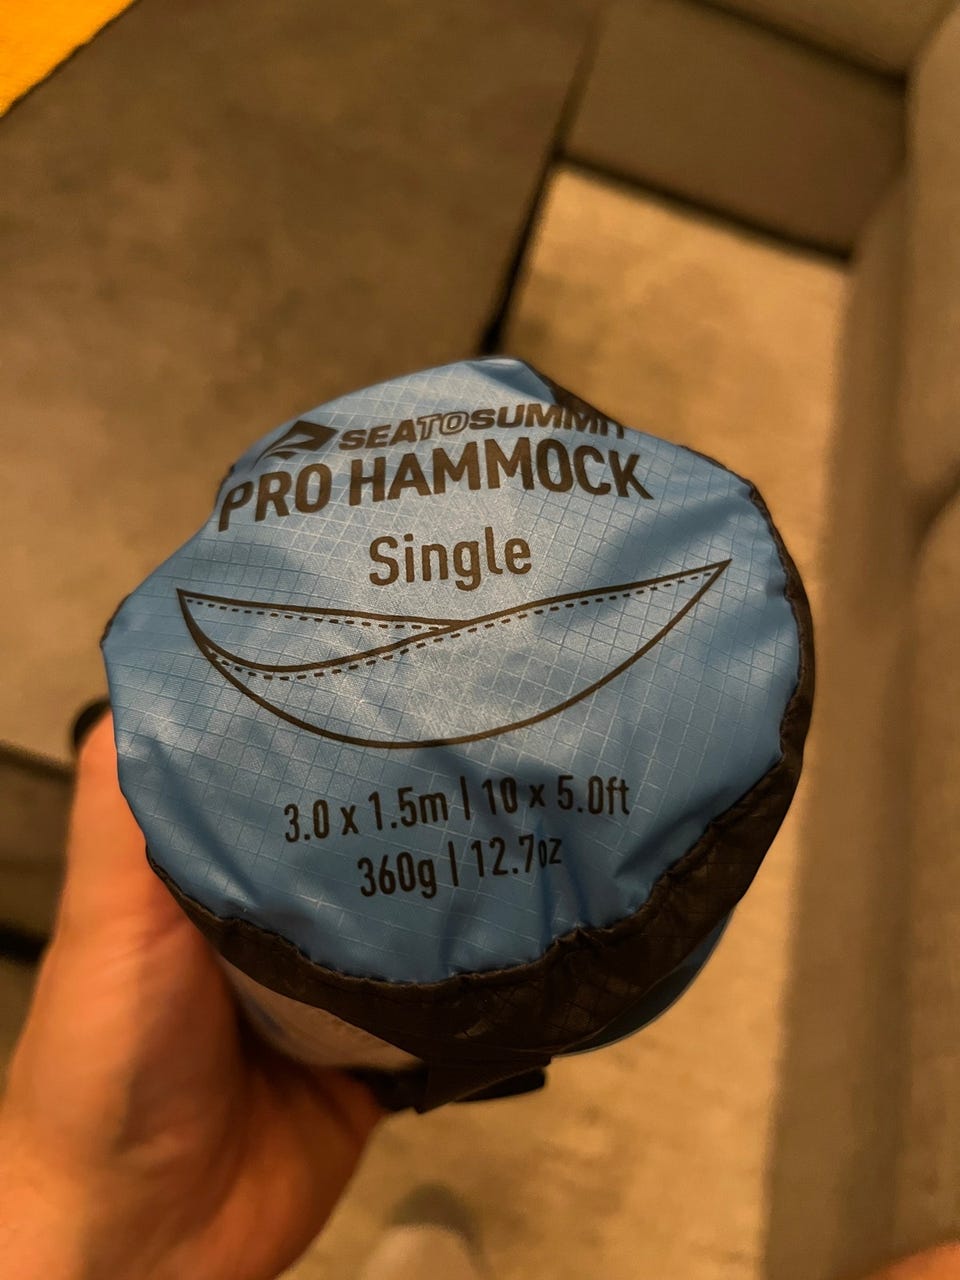 SEATOSUMMIT
PRO HAMMOCK
Single
3.0 x 1.5m | 10 x 5.0ft
360g | 12.7oz